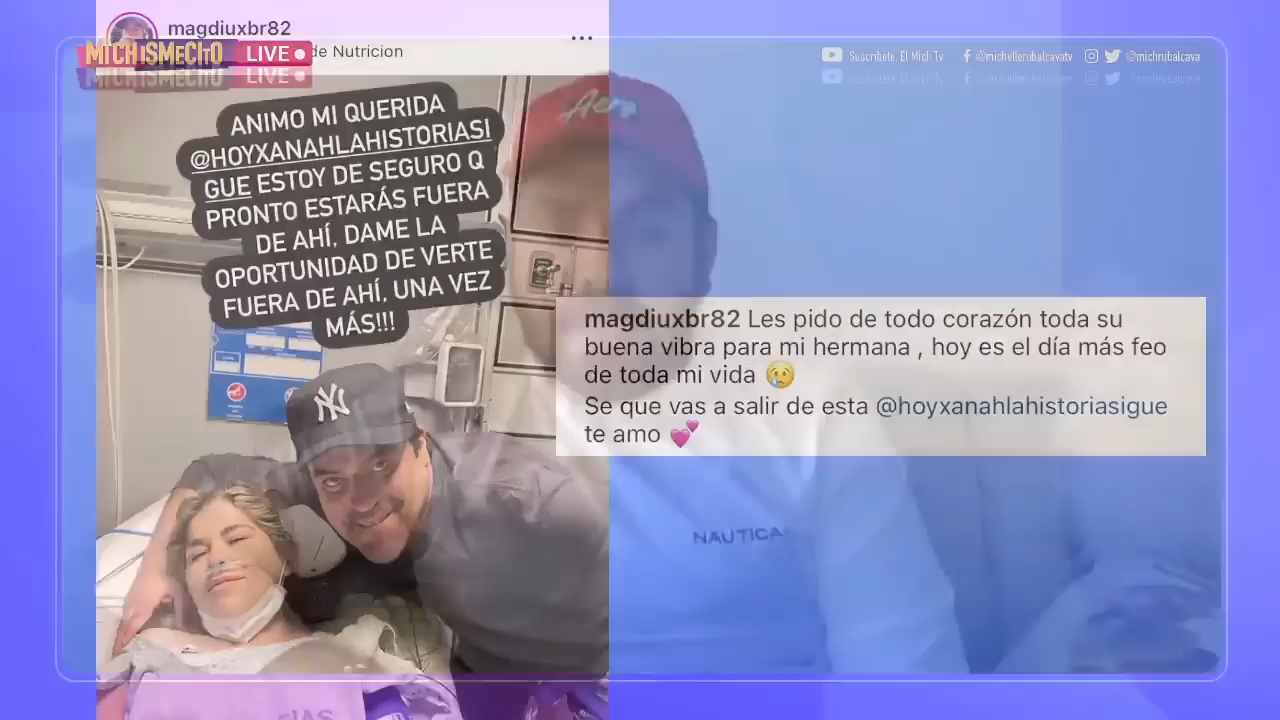 magdiuxbr82
de Nutricion
MICHISMECITO LIVE
Suscribete. El Mich Tv
@michellerubalcavatv
@michrubalcava
Aero
ANIMO MI QUERIDA
@HOYXANAHLAHISTORIASI
GUE ESTOY DE SEGURO Q
PRONTO ESTARÁS FUERA
DE AHÍ, DAME LA
OPORTUNIDAD DE VERTE
FUERA DE AHÍ, UNA VEZ
MÁS!!!
NY
magdiuxbr82 Les pido de todo corazón toda su
buena vibra para mi hermana , hoy es el día más feo
de toda mi vida 😢
Se que vas a salir de esta @hoyxanahlahistoriasigue
te amo 💕
NAUTICA